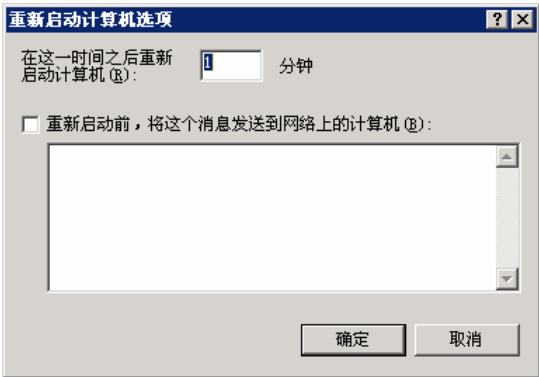 重新启动计算机选项
在这一时间之后重新
启动计算机(R):
1
分钟
重新启动前，将这个消息发送到网络上的计算机(B):
确定
取消